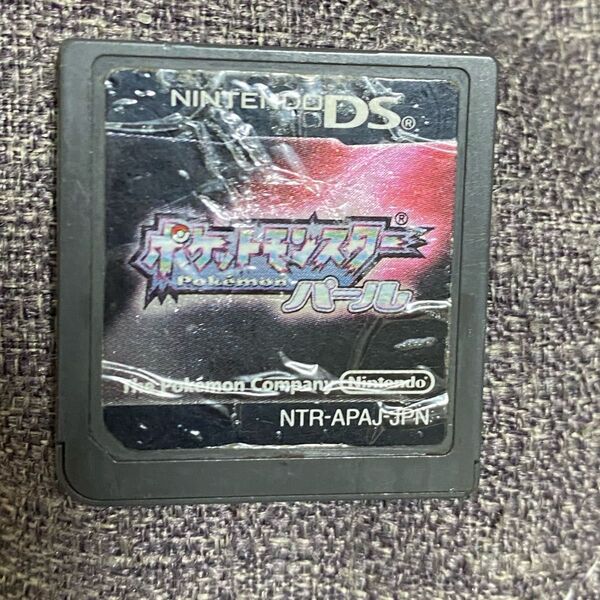 NINTENDO DS®
ポケットモンスター®
Pokémon
パール
The Pokémon Company Nintendo
NTR-APAJ-JPN